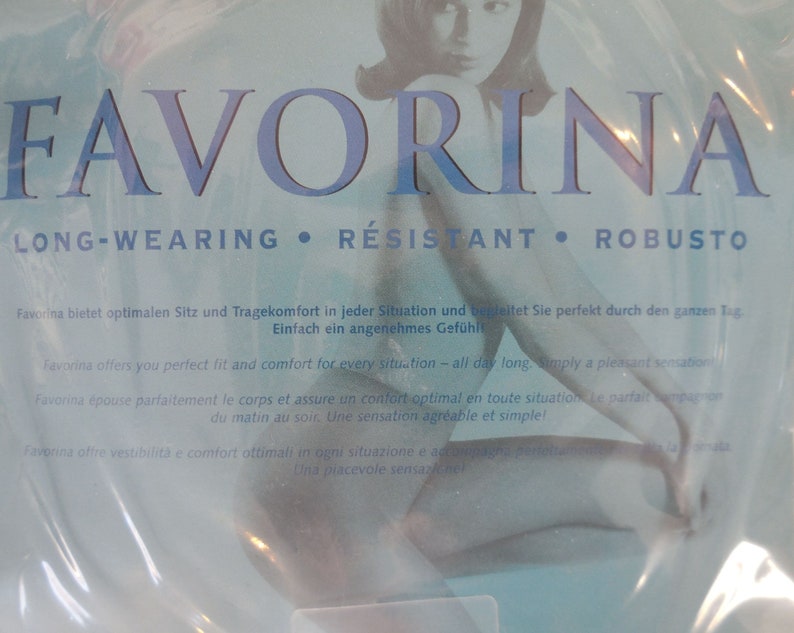 FAVORINA
LONG-WEARING • RÉSISTANT • ROBUSTO
Favorina bietet optimalen Sitz und Tragekomfort in jeder Situation und begleitet Sie perfekt durch den ganzen Tag.
Einfach ein angenehmes Gefühl!
Favorina offers you perfect fit and comfort for every situation – all day long. Simply a pleasant sensation!
Favorina épouse parfaitement le corps et assure un confort optimal en toute situation. Le parfait compagnon
du matin au soir. Une sensation agréable et simple!
Favorina offre vestibilità e comfort ottimali in ogni situazione e accompagna perfettamente la giornata.
Una piacevole sensazione!